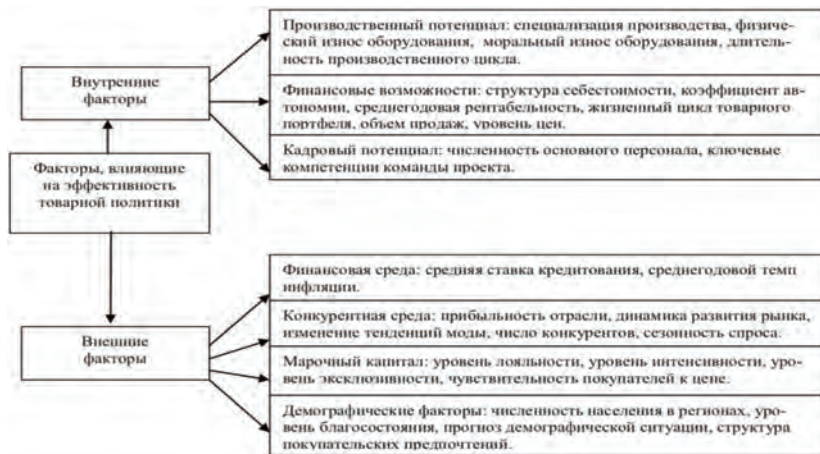 Производственный потенциал: специализация производства, физиче-
ский износ оборудования, моральный износ оборудования, длитель-
ность производственного цикла.
Внутренние
факторы
Финансовые возможности: структура себестоимости, коэффициент ав-
тономии, среднегодовая рентабельность, жизненный цикл товарного
портфеля, объем продаж, уровень цен.
Кадровый потенциал: численность основного персонала, ключевые
компетенции команды проекта.
Факторы, влияющие
на эффективность
товарной политики
Финансовая среда: средняя ставка кредитования, среднегодовой темп
инфляции.
Конкурентная среда: прибыльность отрасли, динамика развития рынка,
изменение тенденций моды, число конкурентов, сезонность спроса.
Внешние
факторы
Марочный капитал: уровень лояльности, уровень интенсивности, уро-
вень эксклюзивности, чувствительность покупателей к цене.
Демографические факторы: численность населения в регионах, уро-
вень благосостояния, прогноз демографической ситуации, структура
покупательских предпочтений.